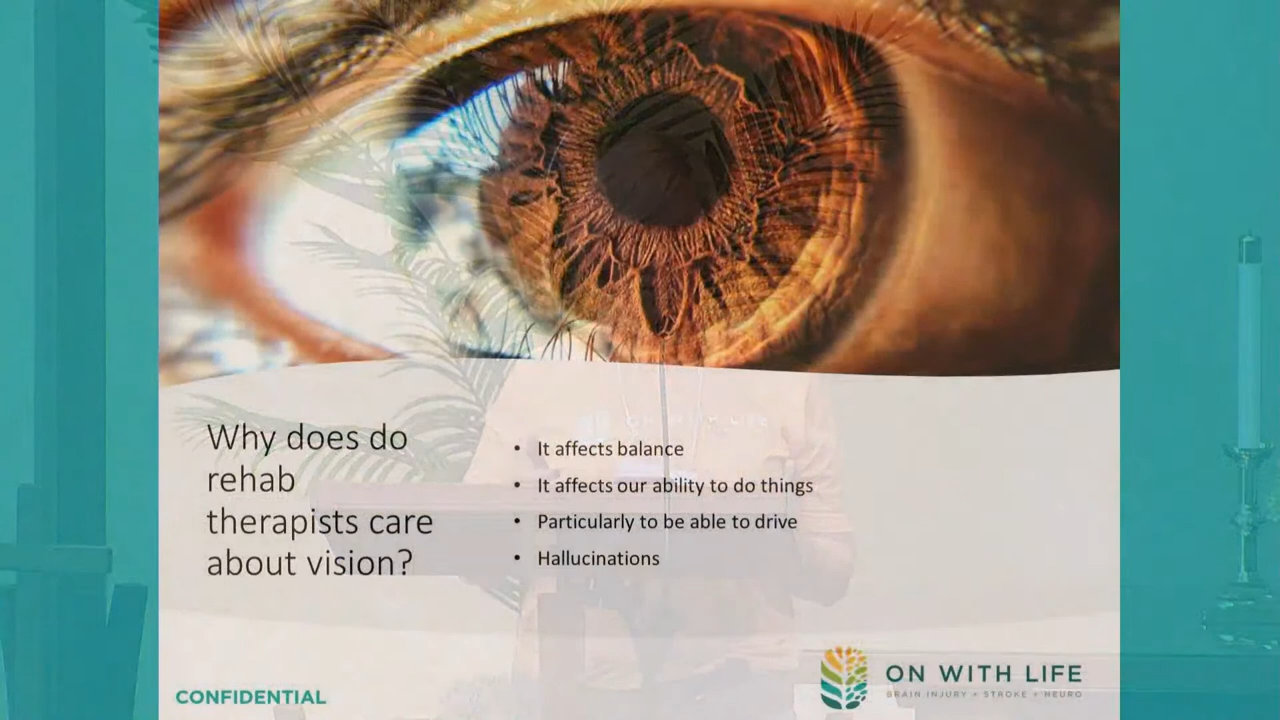 Why does do
rehab
therapists care
about vision?
• It affects balance
• It affects our ability to do things
• Particularly to be able to drive
• Hallucinations
CONFIDENTIAL
ON WITH LIFE
BRAIN INJURY + STROKE + NEURO